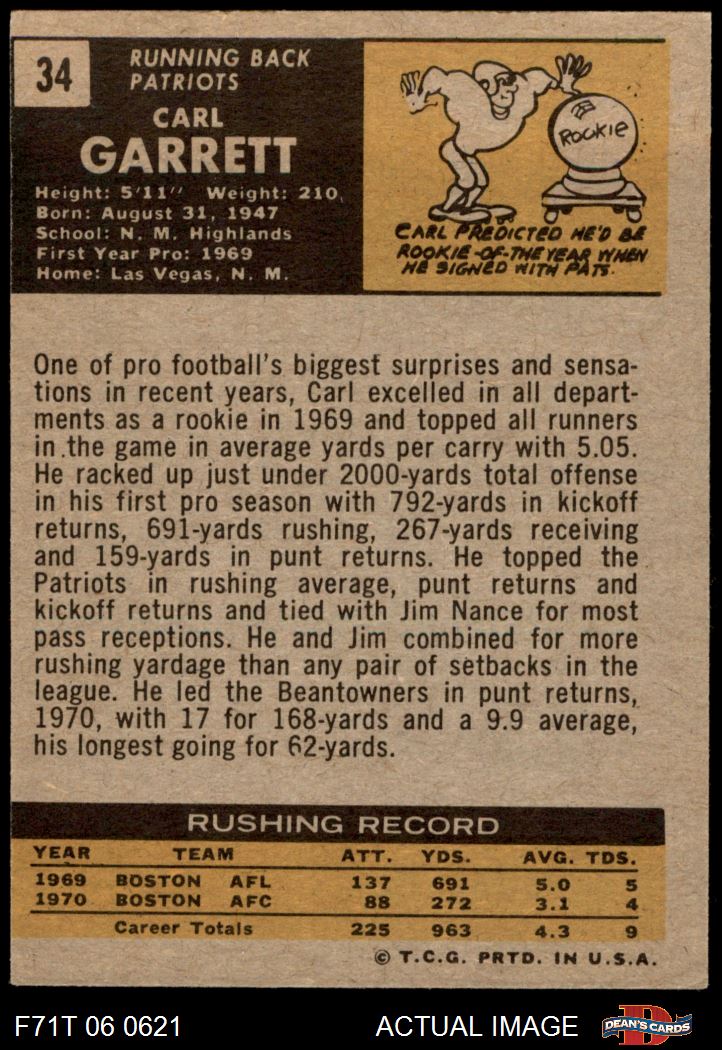 34
RUNNING BACK
PATRIOTS
CARL
GARRETT
Height: 5'11" Weight: 210
Born: August 31, 1947
School: N. M. Highlands
First Year Pro: 1969
Home: Las Vegas, N. M.
ROOKIE
CARL PREDICTED HE'D BE
ROOKIE-OF-THE YEAR WHEN
HE SIGNED WITH PATS.
One of pro football's biggest surprises and sensa-
tions in recent years, Carl excelled in all depart-
ments as a rookie in 1969 and topped all runners
in the game in average yards per carry with 5.05.
He racked up just under 2000-yards total offense
in his first pro season with 792-yards in kickoff
returns, 691-yards rushing, 267-yards receiving
and 159-yards in punt returns. He topped the
Patriots in rushing average, punt returns and
kickoff returns and tied with Jim Nance for most
pass receptions. He and Jim combined for more
rushing yardage than any pair of setbacks in the
league. He led the Beantowners in punt returns,
1970, with 17 for 168-yards and a 9.9 average,
his longest going for 62-yards.
RUSHING RECORD
YEAR TEAM ATT. YDS. AVG. TDS.
1969 BOSTON AFL 137 691 5.0 5
1970 BOSTON AFC 88 272 3.1 4
Career Totals 225 963 4.3 9
© T.C.G. PRTD. IN U.S.A.
F71T 06 0621 ACTUAL IMAGE D DEAN'S CARDS